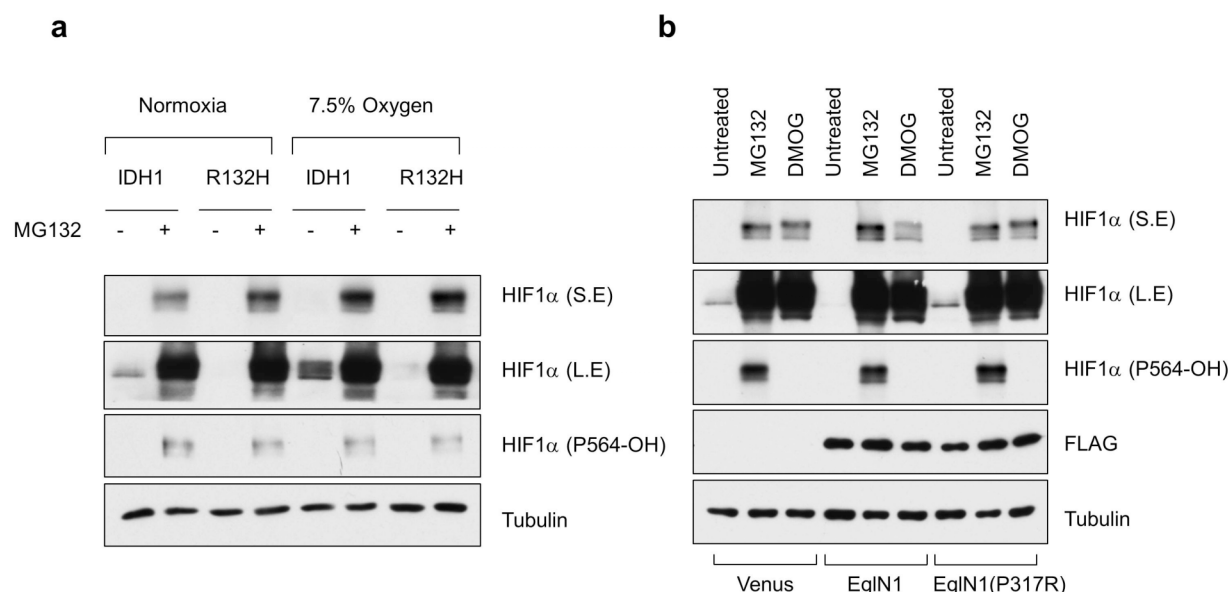 a
Normoxia 7.5% Oxygen
IDH1 R132H IDH1 R132H
MG132 - + - + - + - +
HIF1α (S.E)
HIF1α (L.E)
HIF1α (P564-OH)
Tubulin
b
Untreated MG132 DMOG Untreated MG132 DMOG Untreated MG132 DMOG
HIF1α (S.E)
HIF1α (L.E)
HIF1α (P564-OH)
FLAG
Tubulin
Venus EglN1 EglN1(P317R)